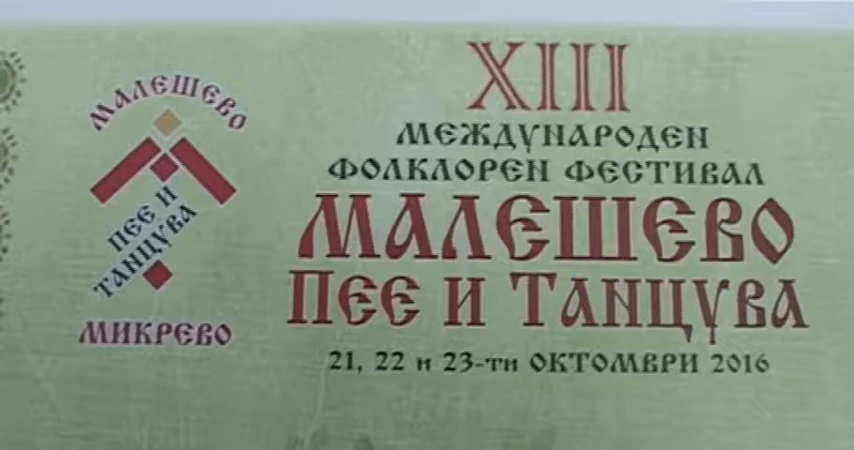 МАЛЕШЕВО
ПЕЕ И
ТАНЦУВА
МИКРЕВО
XIII
МЕЖДУНАРОДЕН
ФОЛКЛОРЕН ФЕСТИВАЛ
МАЛЕШЕВО
ПЕЕ И ТАНЦУВА
21, 22 и 23-ти ОКТОМВРИ 2016